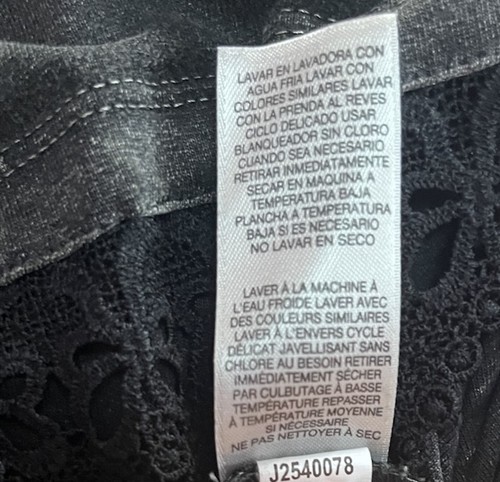 LAVAR EN LAVADORA CON
AGUA FRIA LAVAR CON
COLORES SIMILARES LAVAR
CON LA PRENDA AL REVES
CICLO DELICADO USAR
BLANQUEADOR SIN CLORO
CUANDO SEA NECESARIO
RETIRAR INMEDIATAMENTE
SECAR EN MAQUINA A
TEMPERATURA BAJA
PLANCHA A TEMPERATURA
BAJA SI ES NECESARIO
NO LAVAR EN SECO
LAVER À LA MACHINE À
L'EAU FROIDE LAVER AVEC
DES COULEURS SIMILAIRES
LAVER À L'ENVERS CYCLE
DÉLICAT JAVELLISANT SANS
CHLORE AU BESOIN RETIRER
IMMÉDIATEMENT SÉCHER
PAR CULBUTAGE À BASSE
TEMPÉRATURE REPASSER
À TEMPÉRATURE MOYENNE
SI NÉCESSAIRE
NE PAS NETTOYER À SEC
J2540078